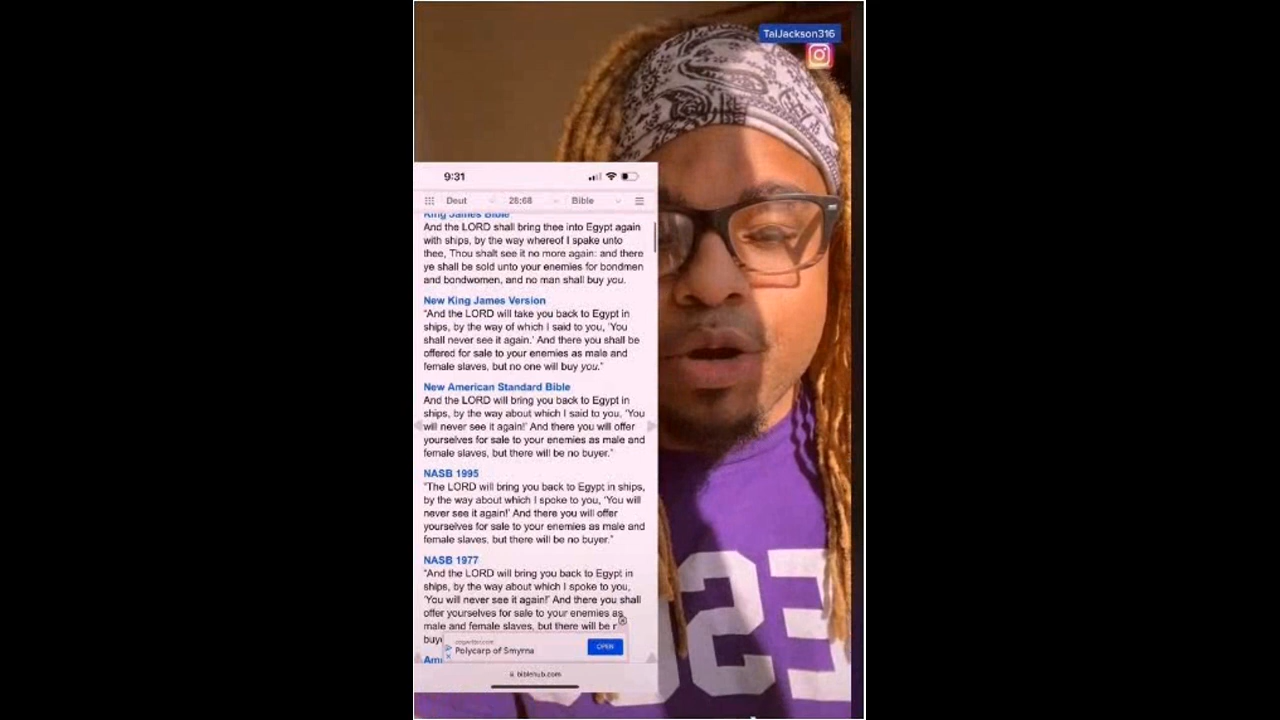 TalJackson316
9:31
Deut
28:68
Bible
King James Bible
And the LORD shall bring thee into Egypt again
with ships, by the way whereof I spake unto
thee, Thou shalt see it no more again: and there
ye shall be sold unto your enemies for bondmen
and bondwomen, and no man shall buy you.
New King James Version
“And the LORD will take you back to Egypt in
ships, by the way of which I said to you, ‘You
shall never see it again.’ And there you shall be
offered for sale to your enemies as male and
female slaves, but no one will buy you.”
New American Standard Bible
And the LORD will bring you back to Egypt in
ships, by the way about which I said to you, ‘You
will never see it again!’ And there you will offer
yourselves for sale to your enemies as male and
female slaves, but there will be no buyer.”
NASB 1995
“The LORD will bring you back to Egypt in ships,
by the way about which I spoke to you, ‘You will
never see it again!’ And there you will offer
yourselves for sale to your enemies as male and
female slaves, but there will be no buyer.”
NASB 1977
“And the LORD will bring you back to Egypt in
ships, by the way about which I spoke to you,
‘You will never see it again!’ And there you shall
offer yourselves for sale to your enemies as
male and female slaves, but there will be
Polycarp of Smyrna
OPEN
biblehub.com